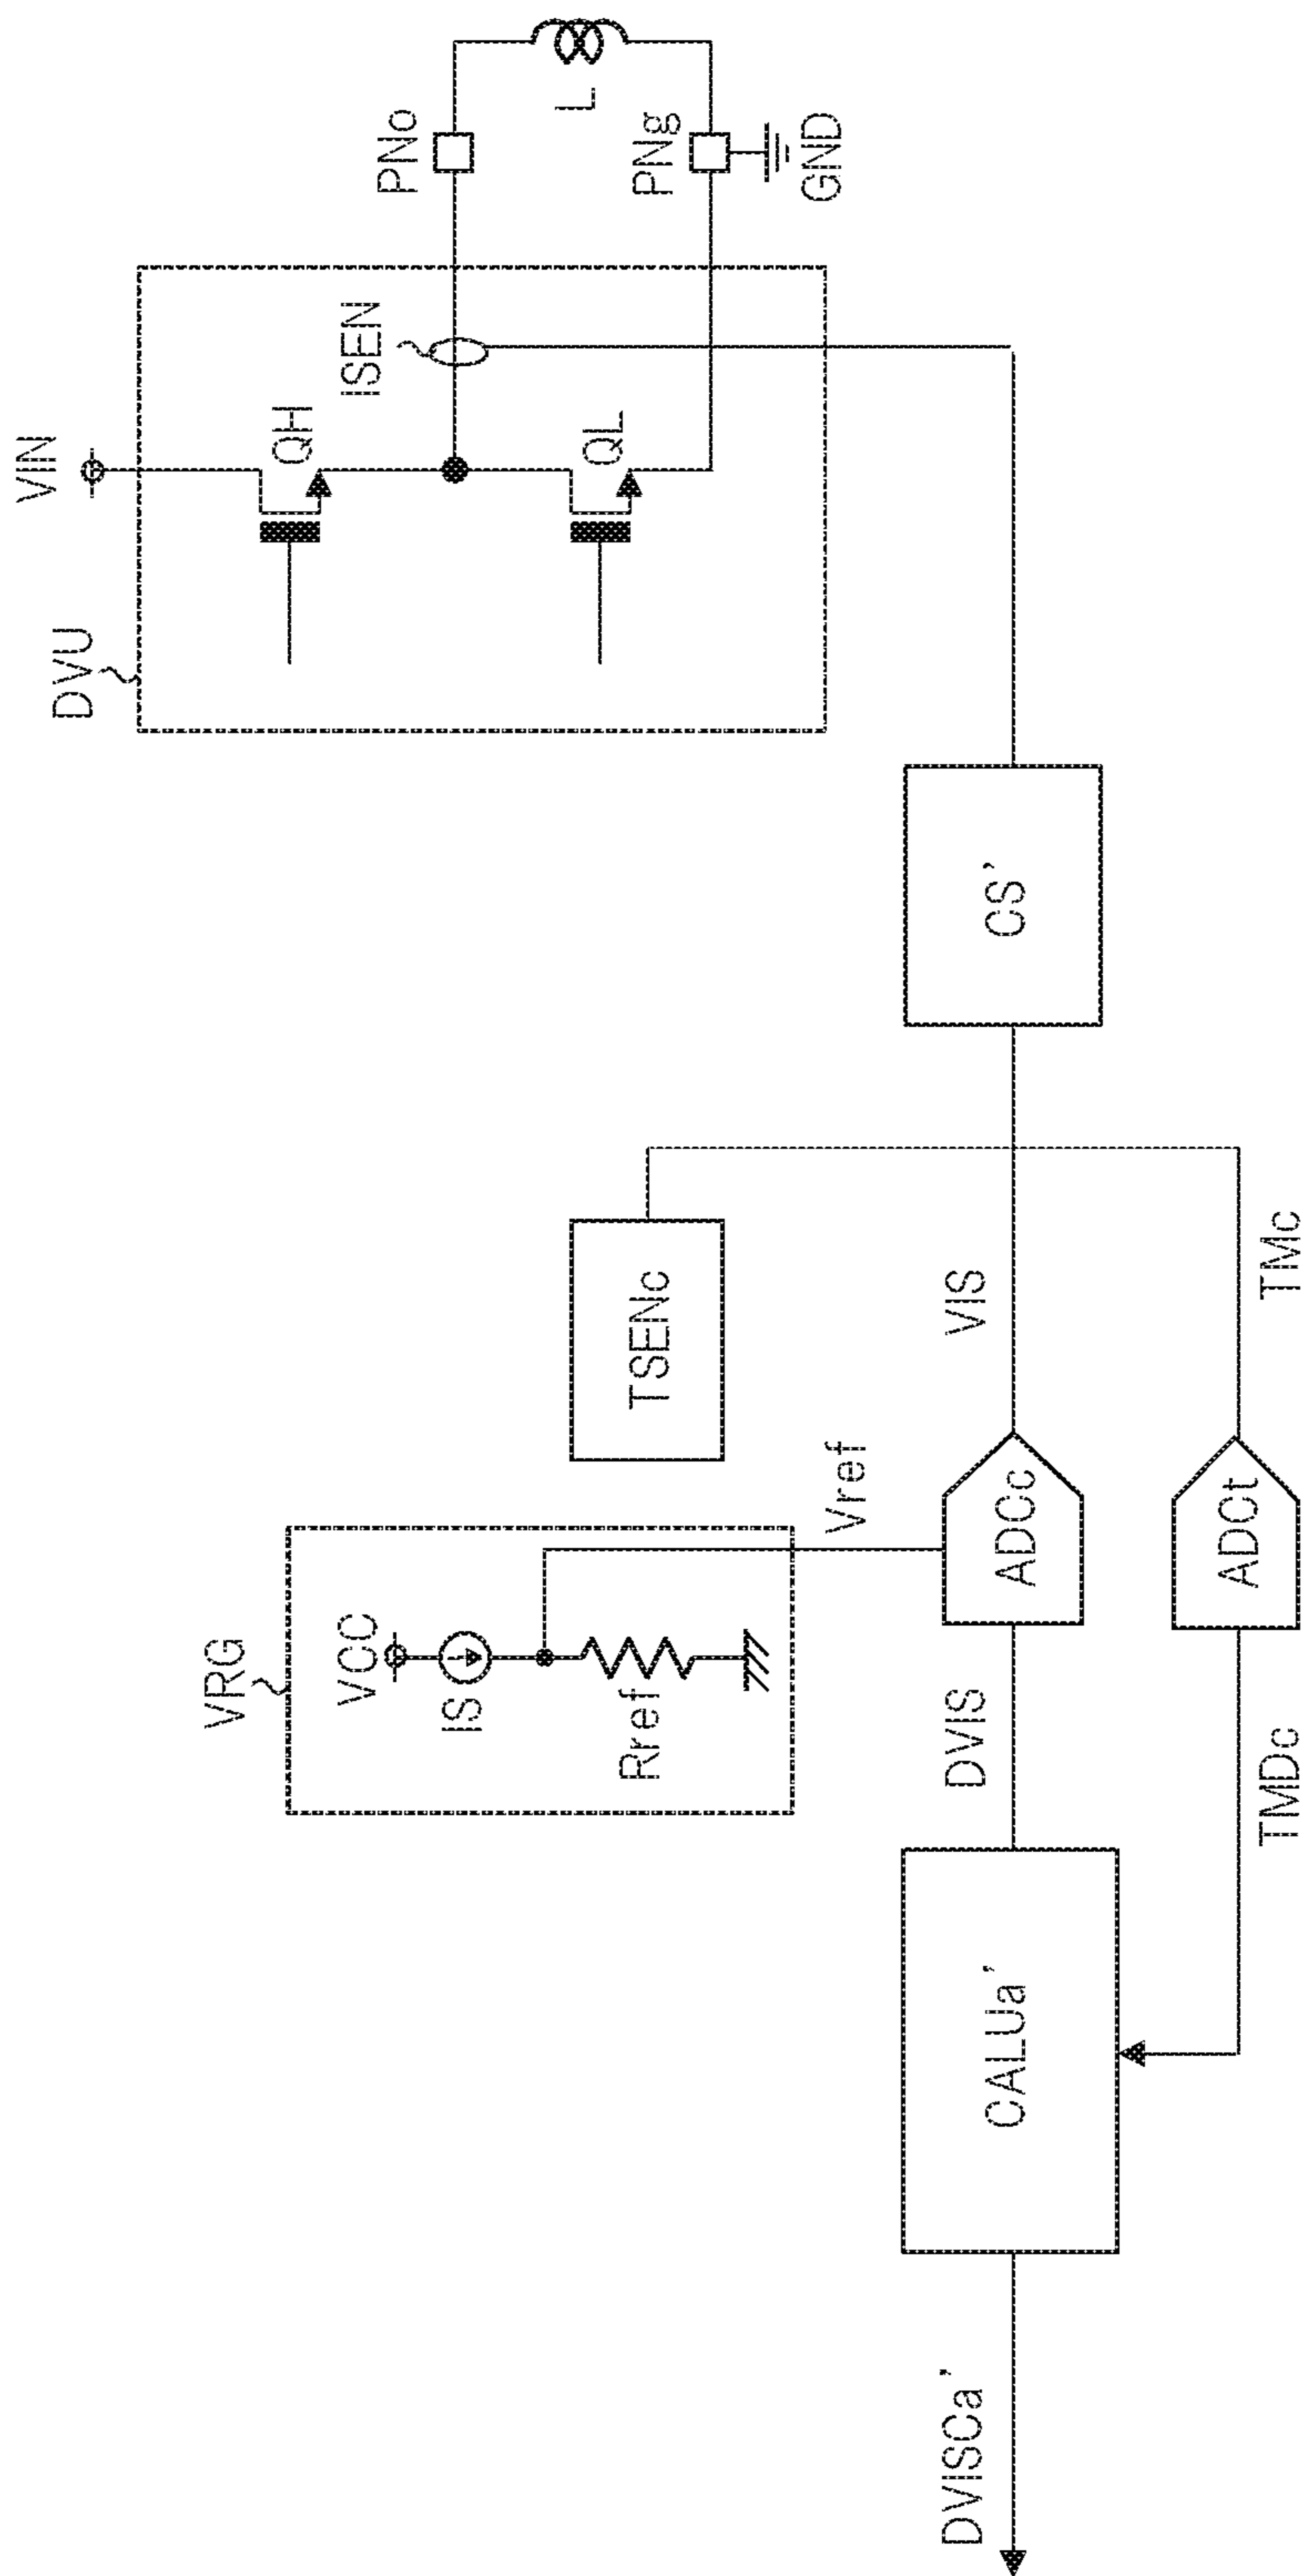 VIN
DVU
QH
QL
ISEN
PNo
PNg
L
GND
VRG
VCC
IS
Rref
Vref
TSENc
CS’
VIS
TMc
ADCc
ADCt
DVIS
TMDc
CALUa’
DVISCa’